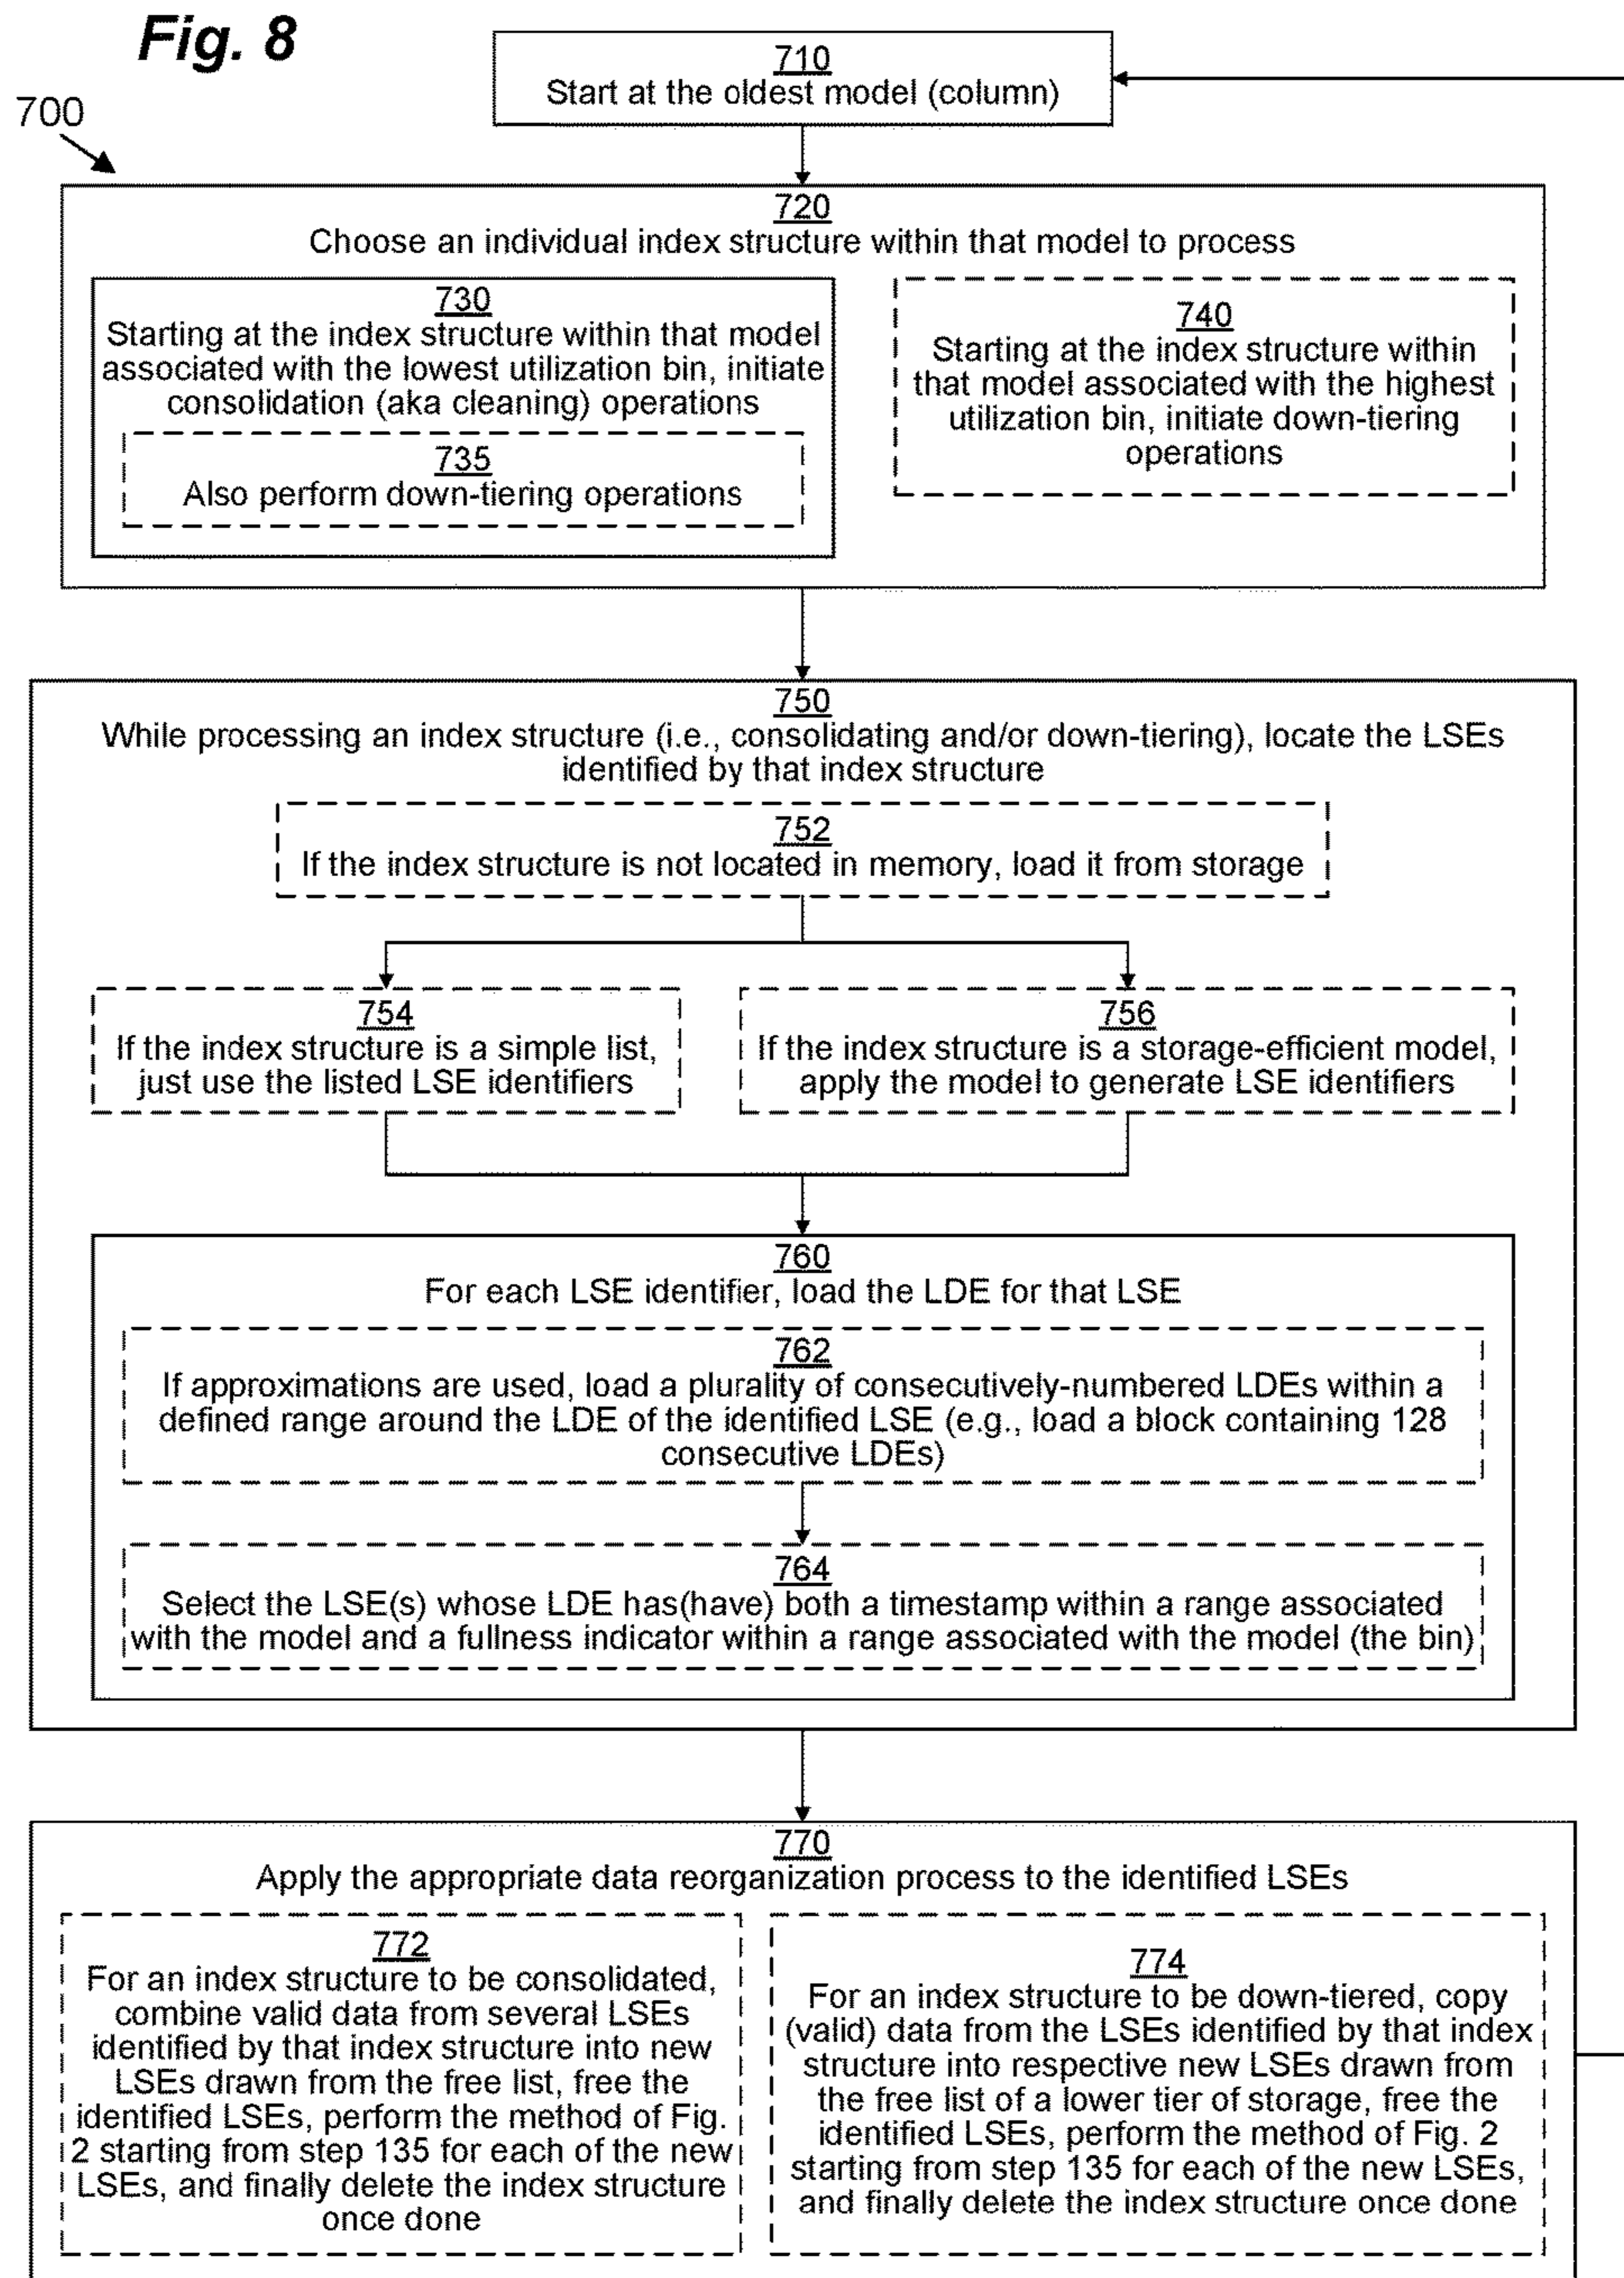 Fig. 8
700
710
Start at the oldest model (column)
720
Choose an individual index structure within that model to process
730
Starting at the index structure within that model
associated with the lowest utilization bin, initiate
consolidation (aka cleaning) operations
735
Also perform down-tiering operations
740
Starting at the index structure within
that model associated with the highest
utilization bin, initiate down-tiering
operations
750
While processing an index structure (i.e., consolidating and/or down-tiering), locate the LSEs
identified by that index structure
752
If the index structure is not located in memory, load it from storage
754
If the index structure is a simple list,
just use the listed LSE identifiers
756
If the index structure is a storage-efficient model,
apply the model to generate LSE identifiers
760
For each LSE identifier, load the LDE for that LSE
762
If approximations are used, load a plurality of consecutively-numbered LDEs within a
defined range around the LDE of the identified LSE (e.g., load a block containing 128
consecutive LDEs)
764
Select the LSE(s) whose LDE has(have) both a timestamp within a range associated
with the model and a fullness indicator within a range associated with the model (the bin)
770
Apply the appropriate data reorganization process to the identified LSEs
772
For an index structure to be consolidated,
combine valid data from several LSEs
identified by that index structure into new
LSEs drawn from the free list, free the
identified LSEs, perform the method of Fig.
2 starting from step 135 for each of the new
LSEs, and finally delete the index structure
once done
774
For an index structure to be down-tiered, copy
(valid) data from the LSEs identified by that index
structure into respective new LSEs drawn from
the free list of a lower tier of storage, free the
identified LSEs, perform the method of Fig. 2
starting from step 135 for each of the new LSEs,
and finally delete the index structure once done